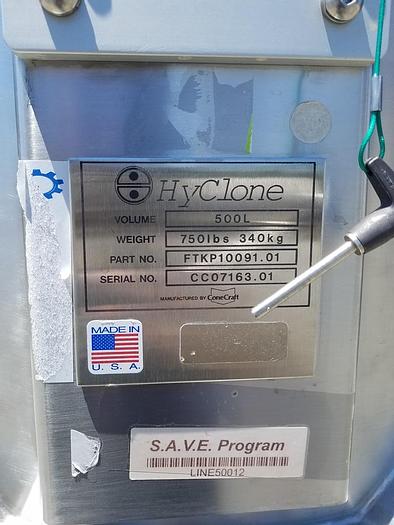 HyClone
VOLUME 500L
WEIGHT 750lbs 340kg
PART NO. FTKP10091.01
SERIAL NO. CC07163.01
MANUFACTURED BY ConeCraft
MADE IN
U.S.A.
S.A.V.E. Program
LINE50012